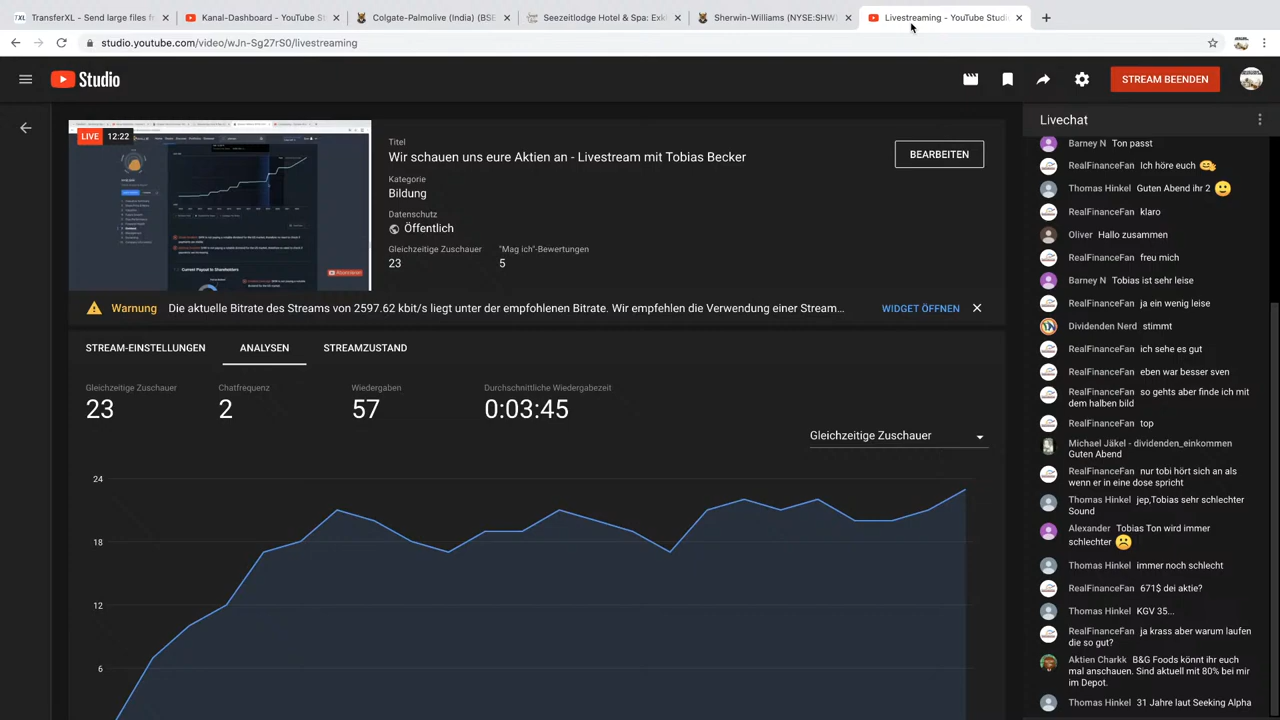 TransferXL - Send large files fr
Kanal-Dashboard - YouTube St
Colgate-Palmolive (India) (BSE
Seezeitlodge Hotel & Spa: Exk
Sherwin-Williams (NYSE:SHW)
Livestreaming - YouTube Studi
studio.youtube.com/video/wJn-Sg27rS0/livestreaming
Studio
STREAM BEENDEN
LIVE 12:22
Abonnieren
Current Payout to Shareholders
Titel
Wir schauen uns eure Aktien an - Livestream mit Tobias Becker
BEARBEITEN
Kategorie
Bildung
Datenschutz
Öffentlich
Gleichzeitige Zuschauer "Mag ich"-Bewertungen
23 5
Warnung Die aktuelle Bitrate des Streams von 2597.62 kbit/s liegt unter der empfohlenen Bitrate. Wir empfehlen die Verwendung einer Stream… WIDGET ÖFFNEN
STREAM-EINSTELLUNGEN ANALYSEN STREAMZUSTAND
Gleichzeitige Zuschauer Chatfrequenz Wiedergaben Durchschnittliche Wiedergabezeit
23 2 57 0:03:45
Gleichzeitige Zuschauer
24
18
12
6
Livechat
Barney N Ton passt
RealFinanceFan Ich höre euch 🥰
Thomas Hinkel Guten Abend ihr 2 🙂
RealFinanceFan klaro
Oliver Hallo zusammen
RealFinanceFan freu mich
Barney N Tobias ist sehr leise
RealFinanceFan ja ein wenig leise
Dividenden Nerd stimmt
RealFinanceFan ich sehe es gut
RealFinanceFan eben war besser sven
RealFinanceFan so gehts aber finde ich mit
dem halben bild
RealFinanceFan top
Michael Jäkel - dividenden_einkommen
Guten Abend
RealFinanceFan nur tobi hört sich an als
wenn er in eine dose spricht
Thomas Hinkel jep,Tobias sehr schlechter
Sound
Alexander Tobias Ton wird immer
schlechter ☹️
Thomas Hinkel immer noch schlecht
RealFinanceFan 671$ dei aktie?
Thomas Hinkel KGV 35...
RealFinanceFan ja krass aber warum laufen
die so gut?
Aktien Charkk B&G Foods könnt ihr euch
mal anschauen. Sind aktuell mit 80% bei mir
im Depot.
Thomas Hinkel 31 Jahre laut Seeking Alpha